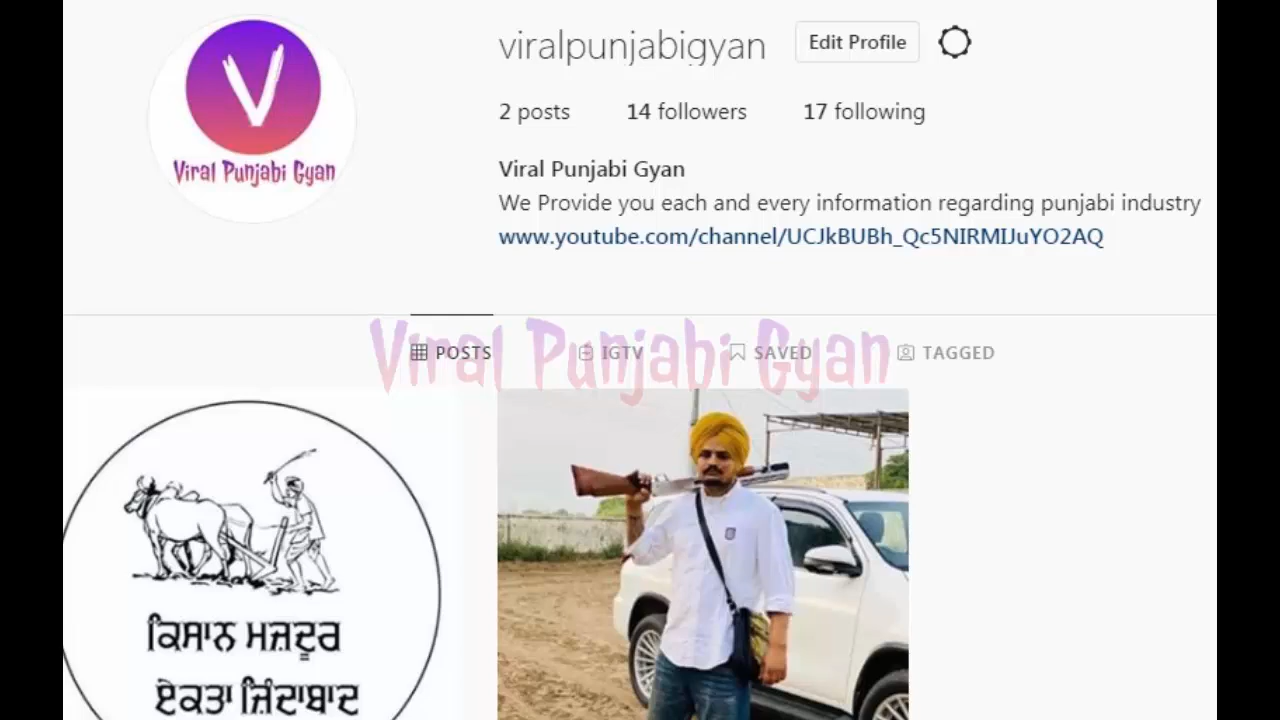 V
Viral Punjabi Gyan
viralpunjabigyan Edit Profile
2 posts 14 followers 17 following
Viral Punjabi Gyan
We Provide you each and every information regarding punjabi industry
www.youtube.com/channel/UCJkBUBh_Qc5NIRMIJuYO2AQ
Viral Punjabi Gyan
POSTS IGTV SAVED TAGGED
ਕਿਸਾਨ ਮਜ਼ਦੂਰ
ਏਕਤਾ ਜ਼ਿੰਦਾਬਾਦ